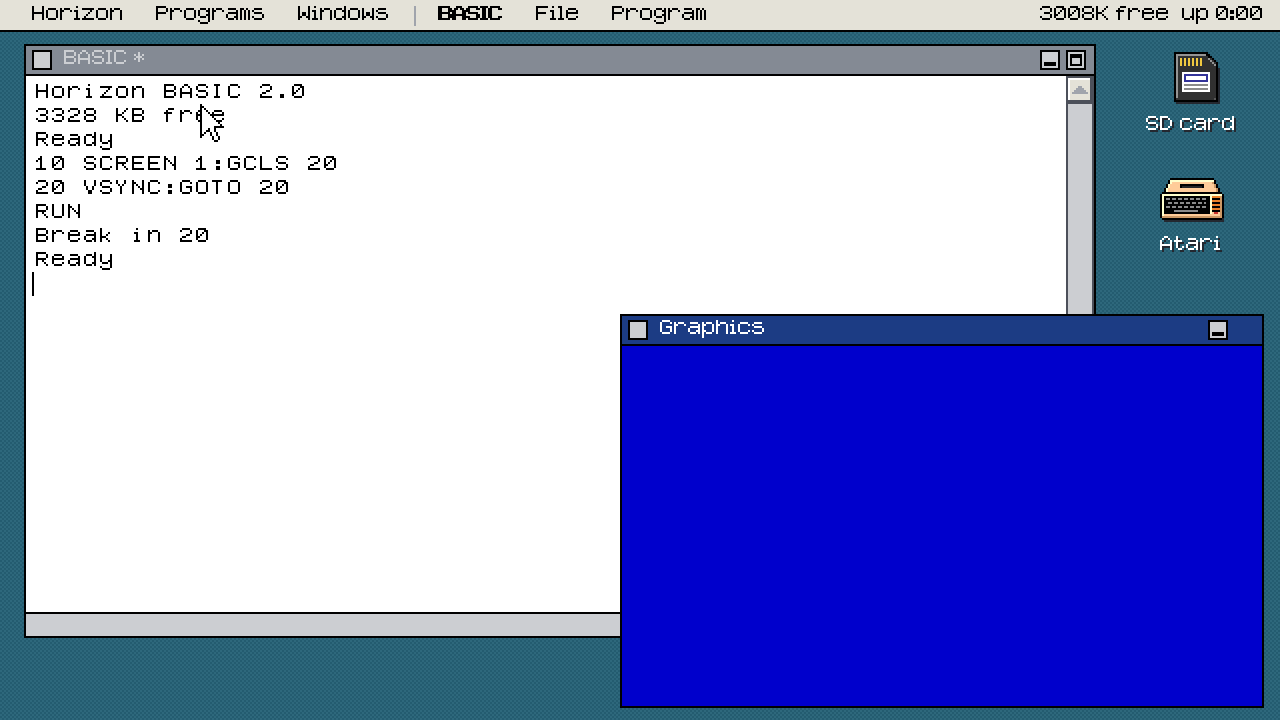 Horizon Programs Windows | BASIC File Program 3008K free up 0:00
BASIC *
Horizon BASIC 2.0
3328 KB free
Ready
10 SCREEN 1:GCLS 20
20 VSYNC:GOTO 20
RUN
Break in 20
Ready
Graphics
SD card
Atari